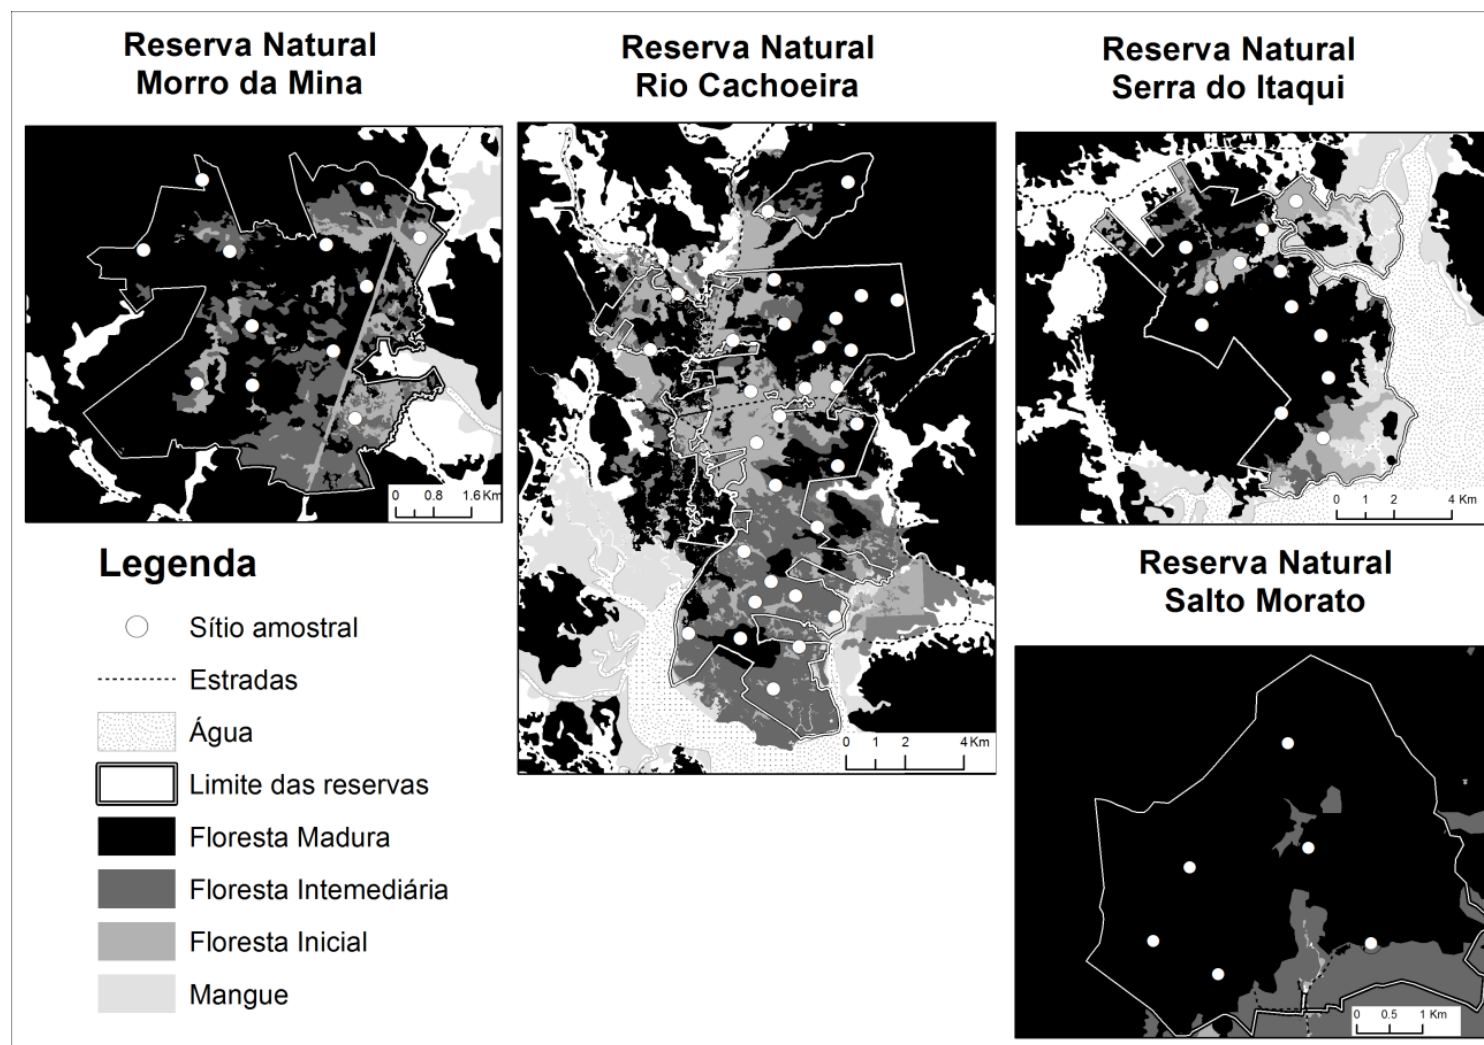 Reserva Natural
Morro da Mina
Reserva Natural
Rio Cachoeira
Reserva Natural
Serra do Itaqui
0 0.8 1.6 Km
0 1 2 4 Km
0 1 2 4 Km
Legenda
Sítio amostral
Estradas
Água
Limite das reservas
Floresta Madura
Floresta Intemediária
Floresta Inicial
Mangue
Reserva Natural
Salto Morato
0 0.5 1 Km